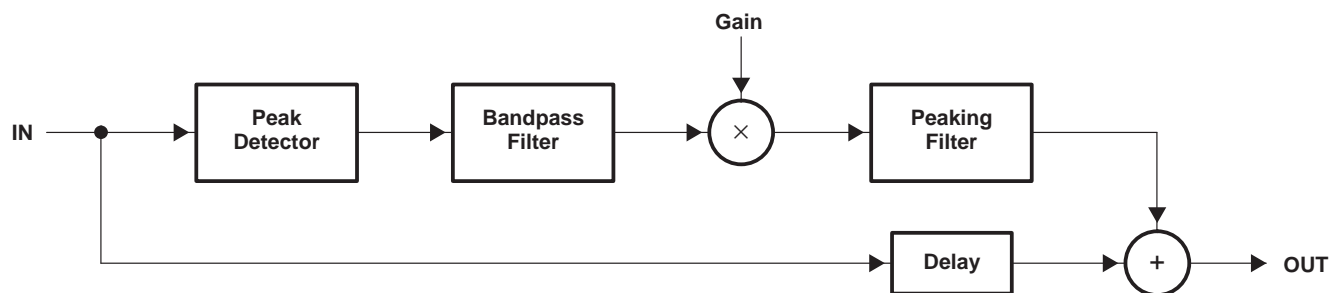 Gain
IN
Peak
Detector
Bandpass
Filter
×
Peaking
Filter
Delay
+
OUT